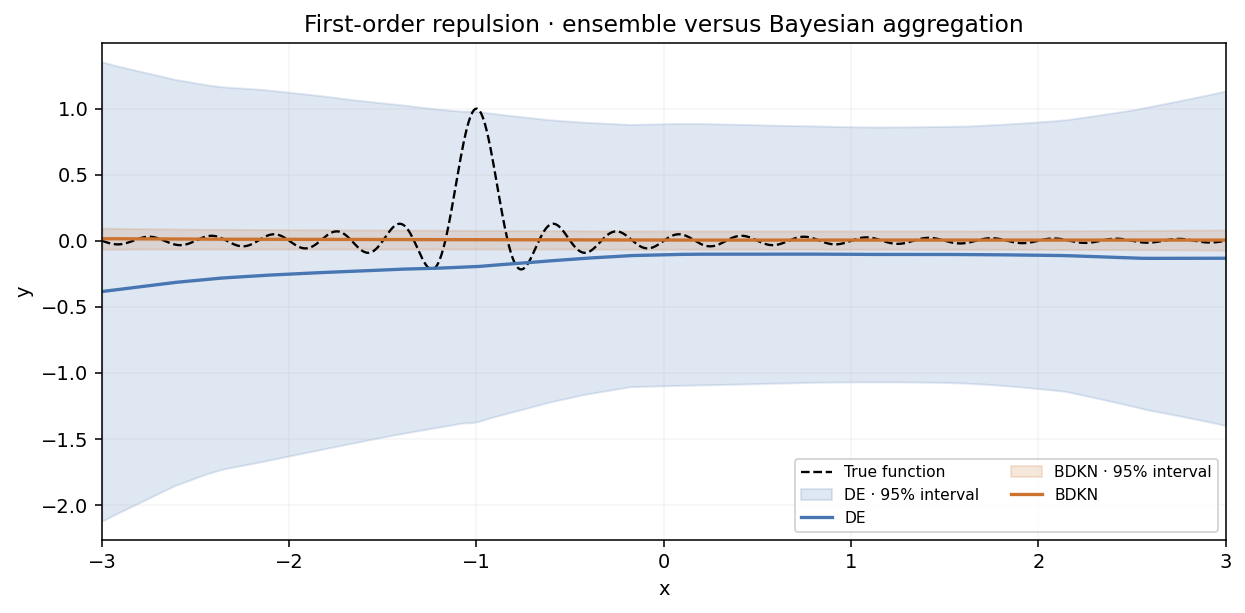 First-order repulsion · ensemble versus Bayesian aggregation
y
1.0
0.5
0.0
−0.5
−1.0
−1.5
−2.0
−3
−2
−1
0
1
2
3
x
True function
DE · 95% interval
DE
BDKN · 95% interval
BDKN